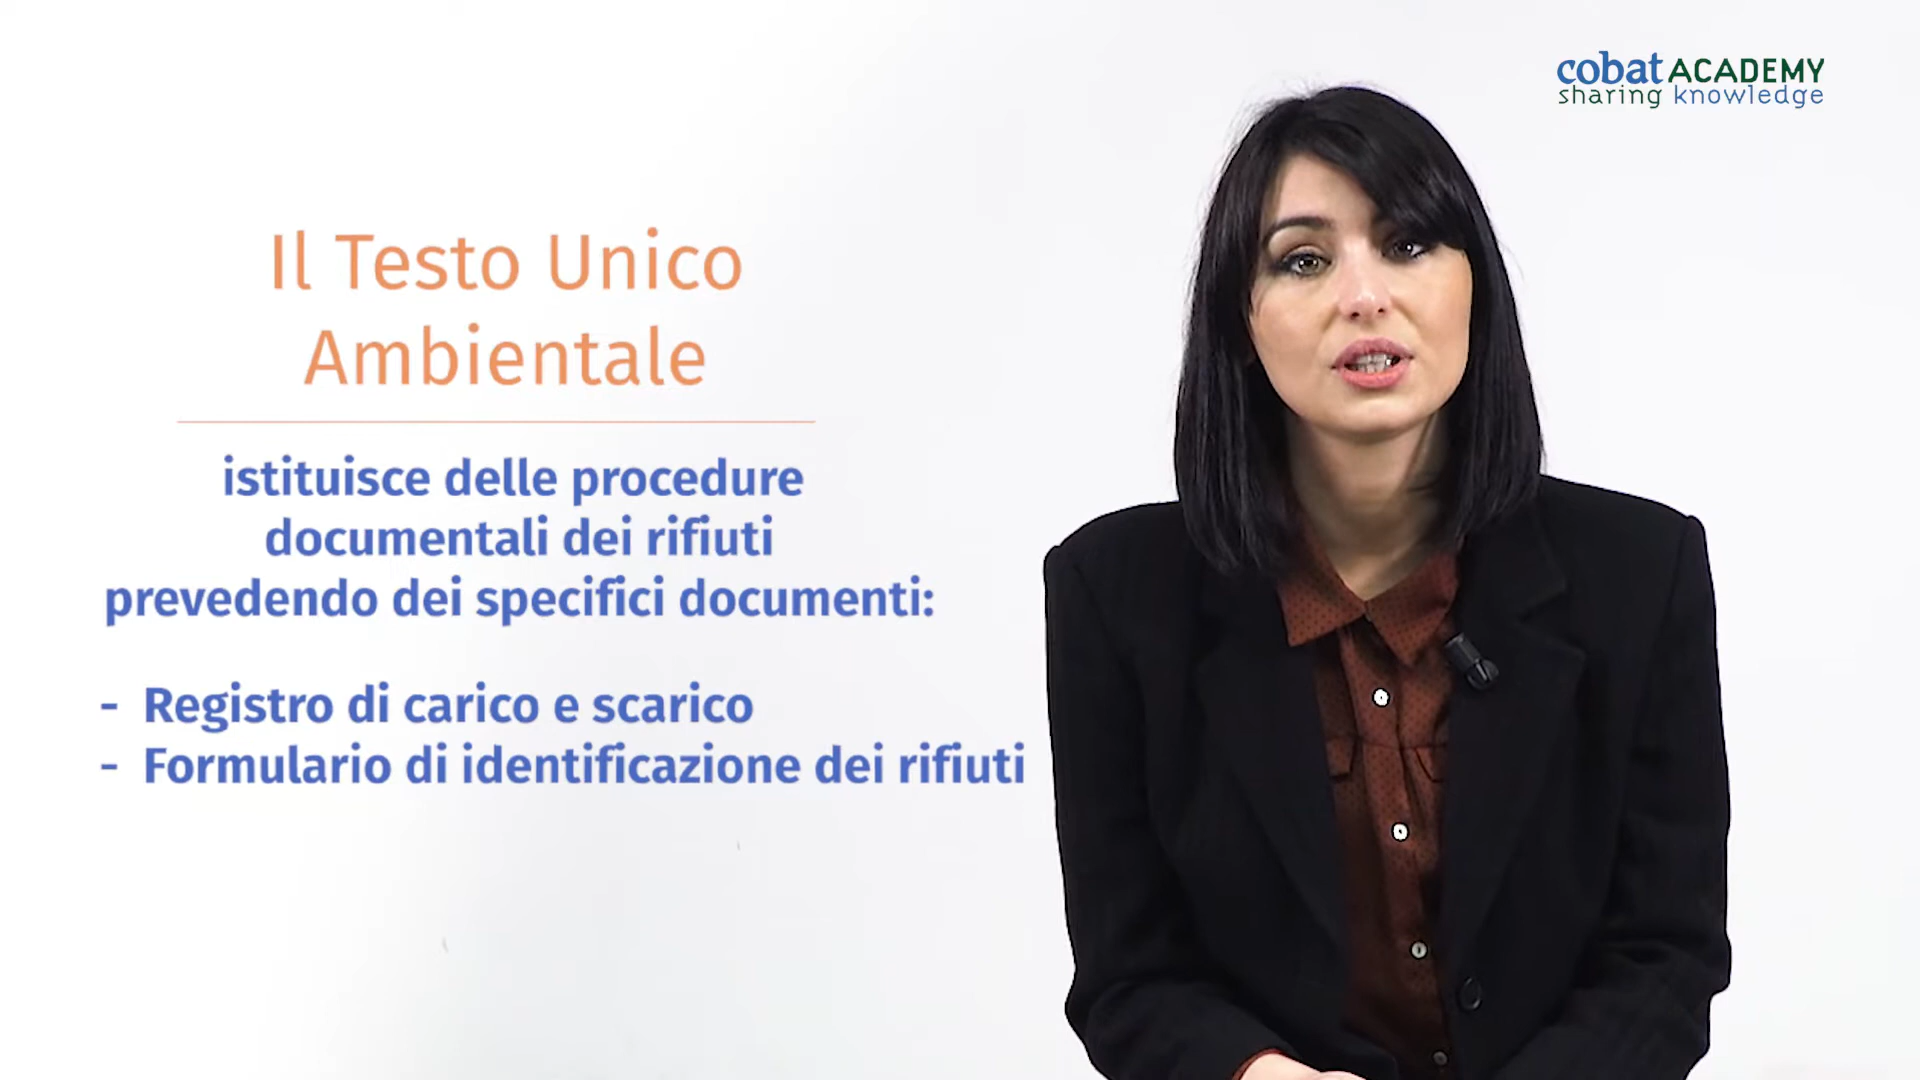 cobat ACADEMY
sharing knowledge
Il Testo Unico
Ambientale
istituisce delle procedure
documentali dei rifiuti
prevedendo dei specifici documenti:
- Registro di carico e scarico
- Formulario di identificazione dei rifiuti